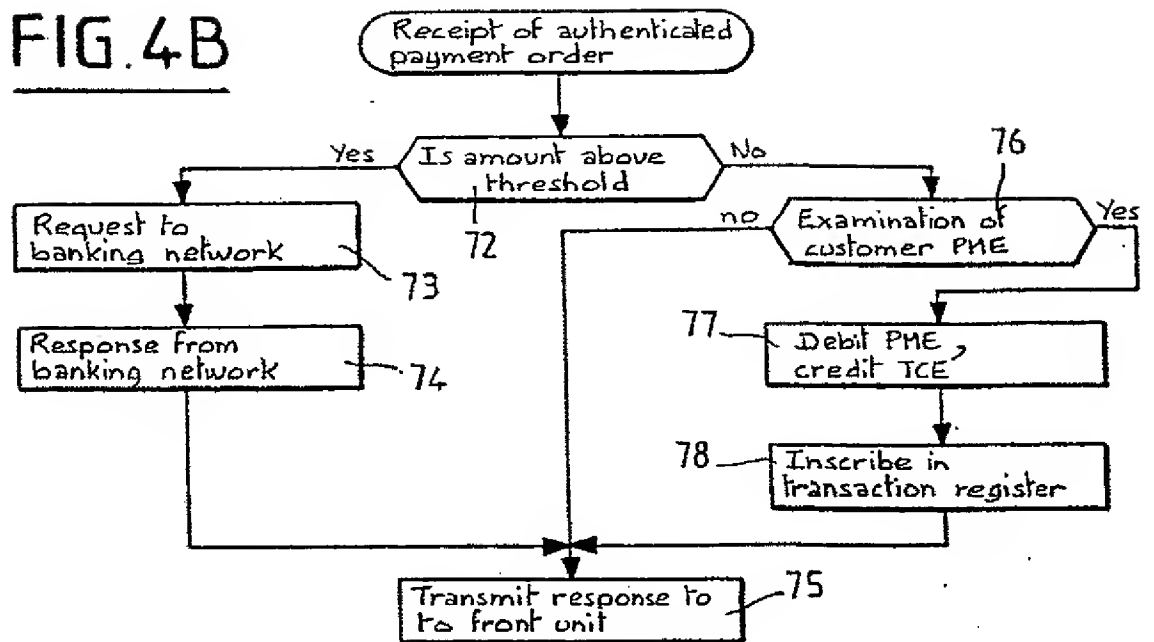 FIG.4B
Receipt of authenticated
payment order
Yes
Is amount above
threshold
No
72
76
Request to
banking network
73
no
Examination of
customer PME
Yes
Response from
banking network
74
77
Debit PME,
credit TCE
78
Inscribe in
transaction register
Transmit response to
to front unit
75